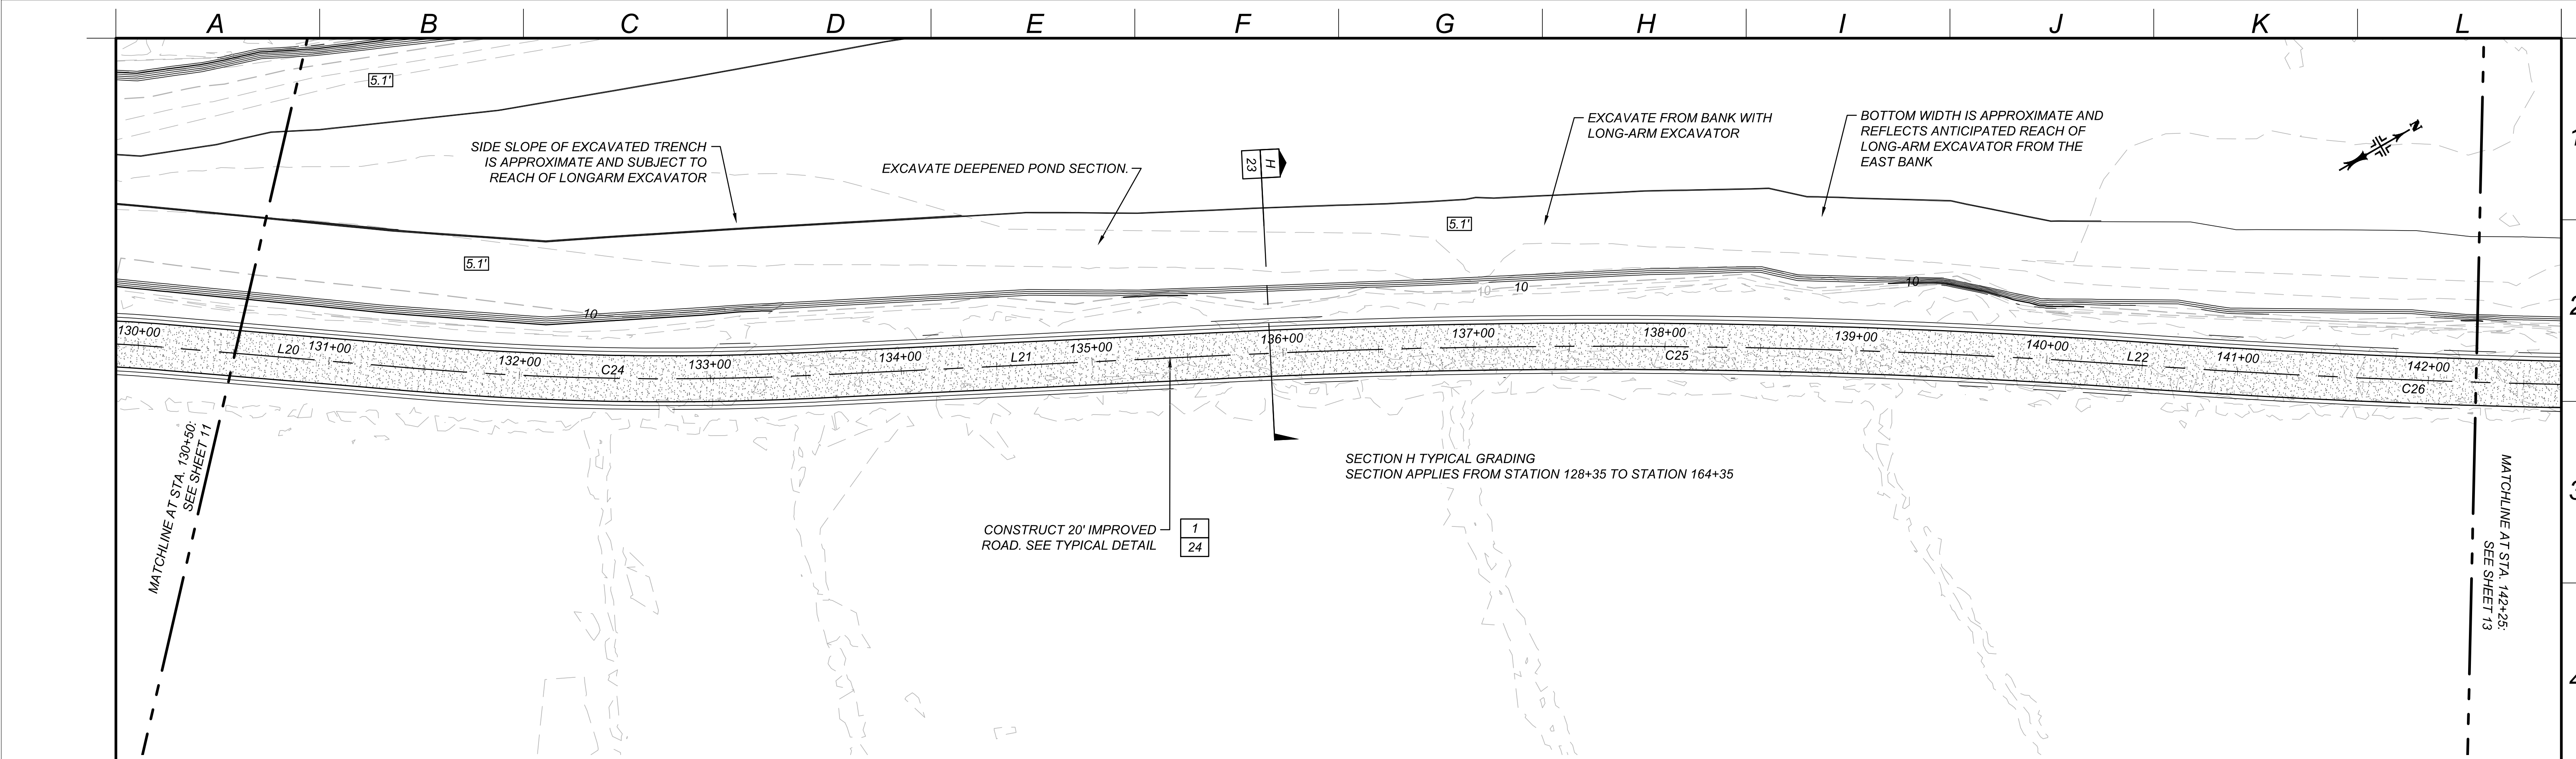 A B C D E F G H I J K L
5.1'
SIDE SLOPE OF EXCAVATED TRENCH
IS APPROXIMATE AND SUBJECT TO
REACH OF LONGARM EXCAVATOR
EXCAVATE DEEPENED POND SECTION.
H
23
EXCAVATE FROM BANK WITH
LONG-ARM EXCAVATOR
BOTTOM WIDTH IS APPROXIMATE AND
REFLECTS ANTICIPATED REACH OF
LONG-ARM EXCAVATOR FROM THE
EAST BANK
N
1
5.1'
5.1'
10
10
10
10
2
130+00
L20
131+00
132+00
C24
133+00
134+00
L21
135+00
136+00
137+00
138+00
C25
139+00
140+00
L22
141+00
142+00
C26
MATCHLINE AT STA. 130+50:
SEE SHEET 11
SECTION H TYPICAL GRADING
SECTION APPLIES FROM STATION 128+35 TO STATION 164+35
3
CONSTRUCT 20' IMPROVED
ROAD. SEE TYPICAL DETAIL
1
24
MATCHLINE AT STA. 142+25:
SEE SHEET 13
4